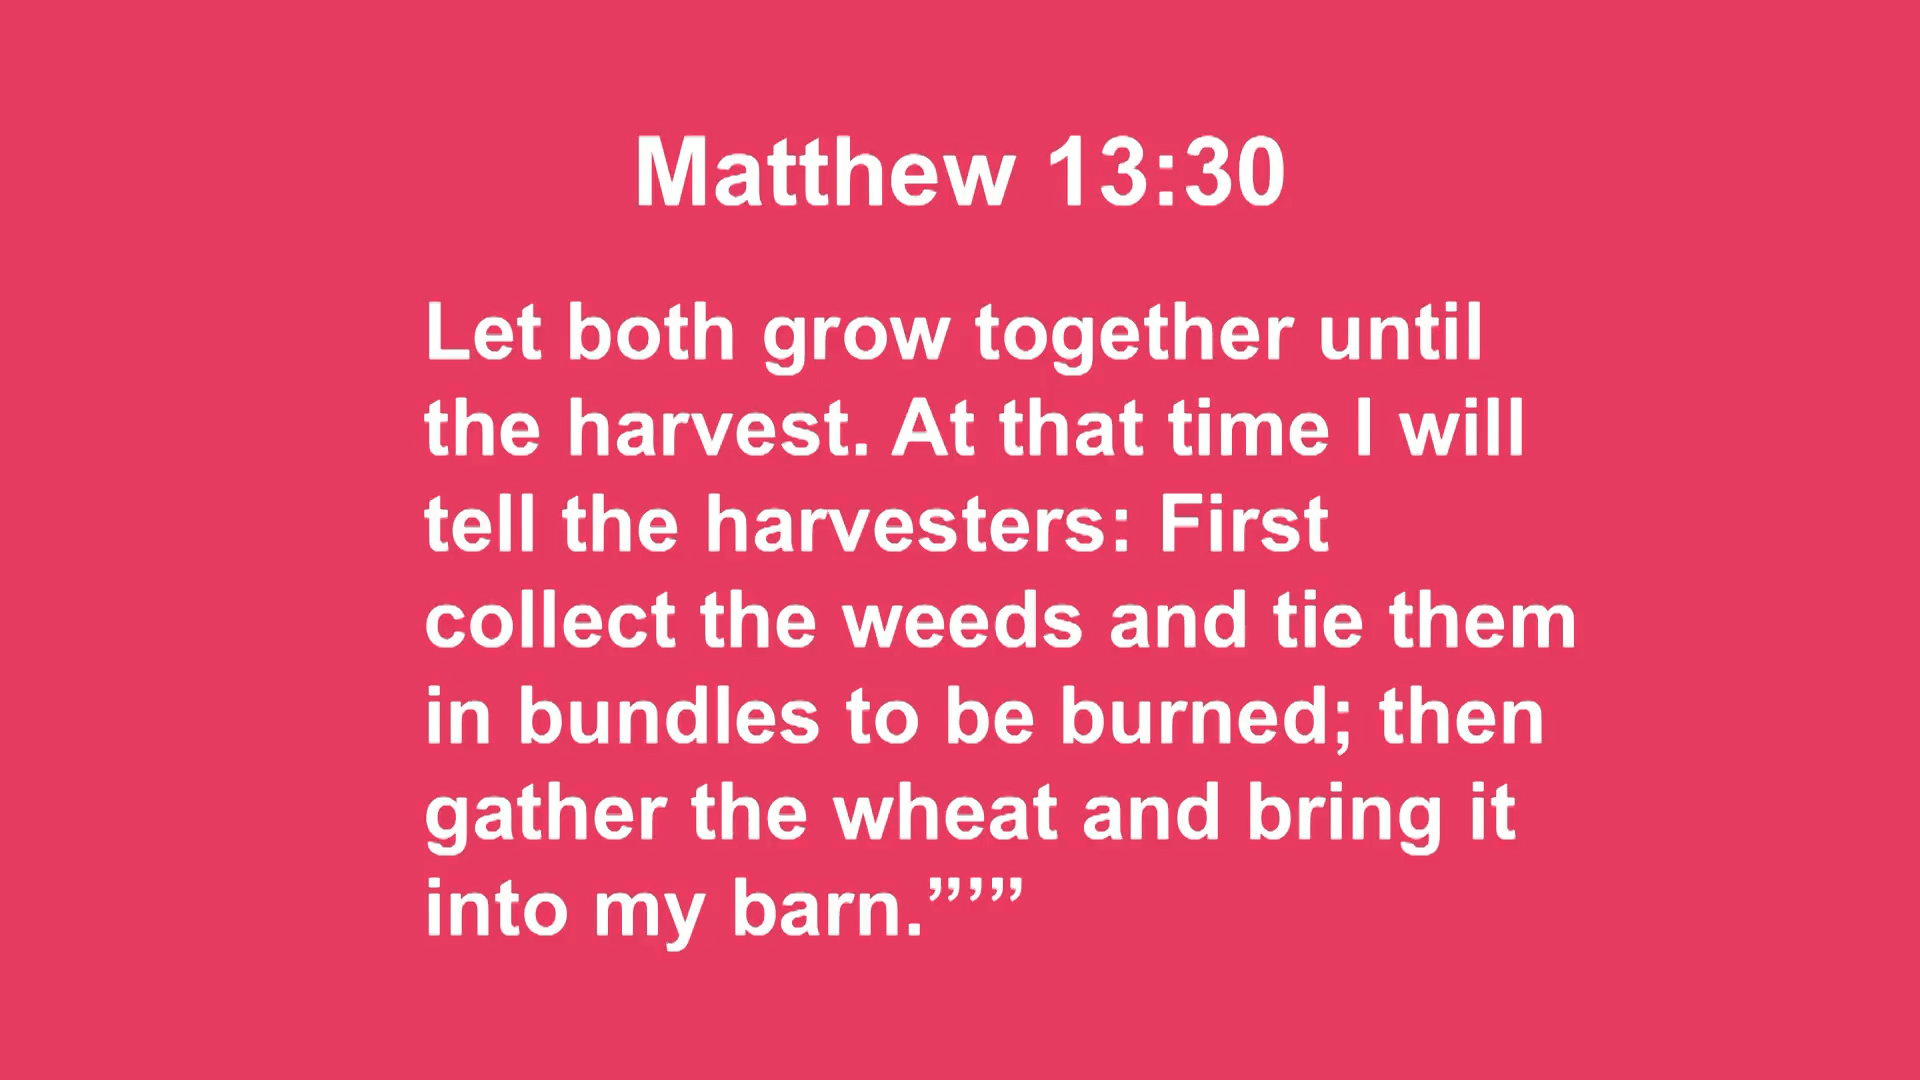 Matthew 13:30
Let both grow together until
the harvest. At that time I will
tell the harvesters: First
collect the weeds and tie them
in bundles to be burned; then
gather the wheat and bring it
into my barn.”’”